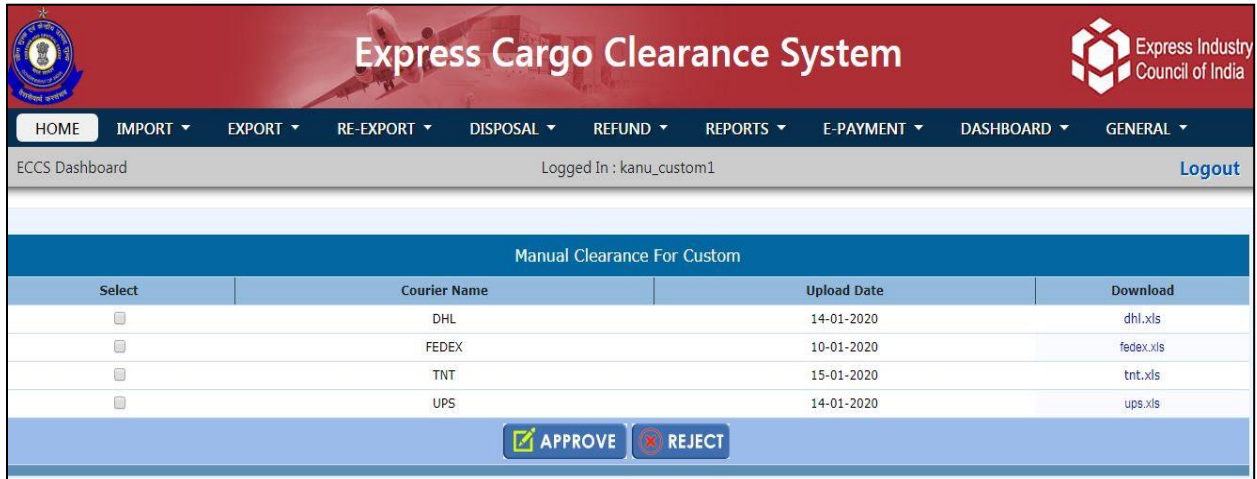 Express Cargo Clearance System
Express Industry
Council of India
HOME IMPORT EXPORT RE-EXPORT DISPOSAL REFUND REPORTS E-PAYMENT DASHBOARD GENERAL
ECCS Dashboard Logged In : kanu_custom1 Logout
Manual Clearance For Custom
Select Courier Name Upload Date Download
DHL 14-01-2020 dhl.xls
FEDEX 10-01-2020 fedex.xls
TNT 15-01-2020 tnt.xls
UPS 14-01-2020 ups.xls
APPROVE REJECT